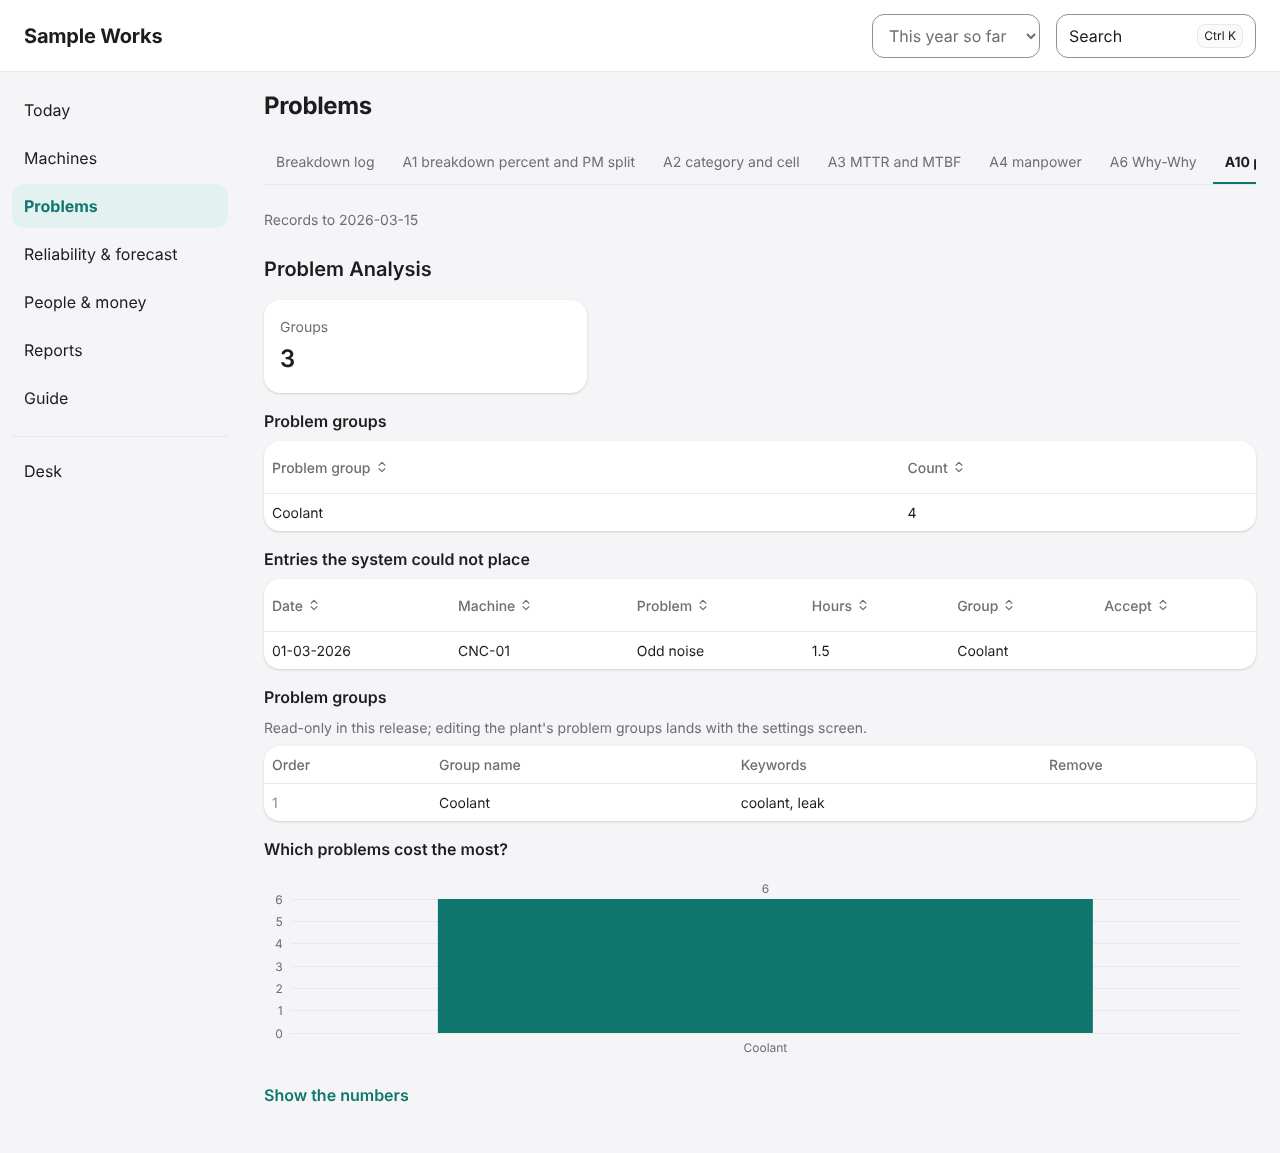 Sample Works
This year so far
Search
Ctrl K
Today
Machines
Problems
Reliability & forecast
People & money
Reports
Guide
Desk
Problems
Breakdown log
A1 breakdown percent and PM split
A2 category and cell
A3 MTTR and MTBF
A4 manpower
A6 Why-Why
A10
Records to 2026-03-15
Problem Analysis
Groups
3
Problem groups
Problem group Count
Coolant 4
Entries the system could not place
Date Machine Problem Hours Group Accept
01-03-2026 CNC-01 Odd noise 1.5 Coolant
Problem groups
Read-only in this release; editing the plant's problem groups lands with the settings screen.
Order Group name Keywords Remove
1 Coolant coolant, leak
Which problems cost the most?
6
6
5
4
3
2
1
0
Coolant
Show the numbers